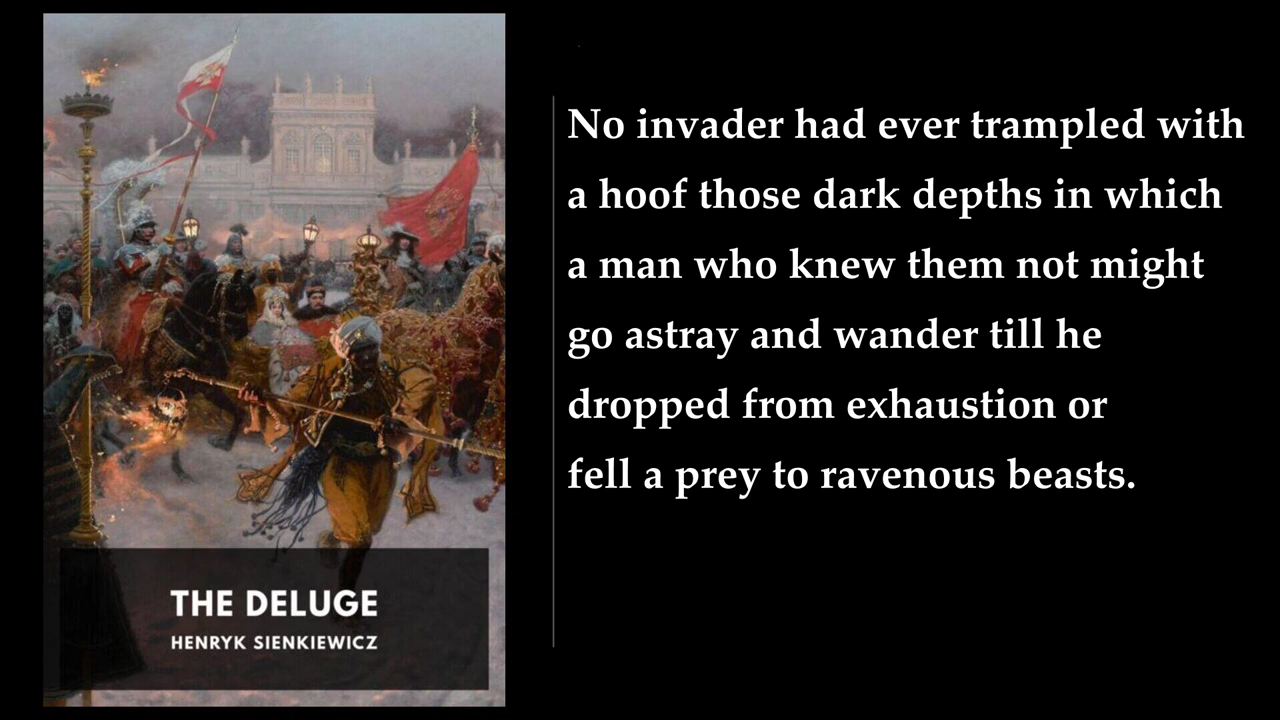 No invader had ever trampled with
a hoof those dark depths in which
a man who knew them not might
go astray and wander till he
dropped from exhaustion or
fell a prey to ravenous beasts.
THE DELUGE
HENRYK SIENKIEWICZ